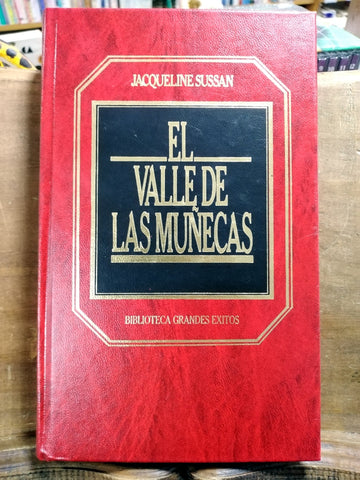 JACQUELINE SUSSAN
EL
VALLE DE
LAS MUÑECAS
BIBLIOTECA GRANDES EXITOS